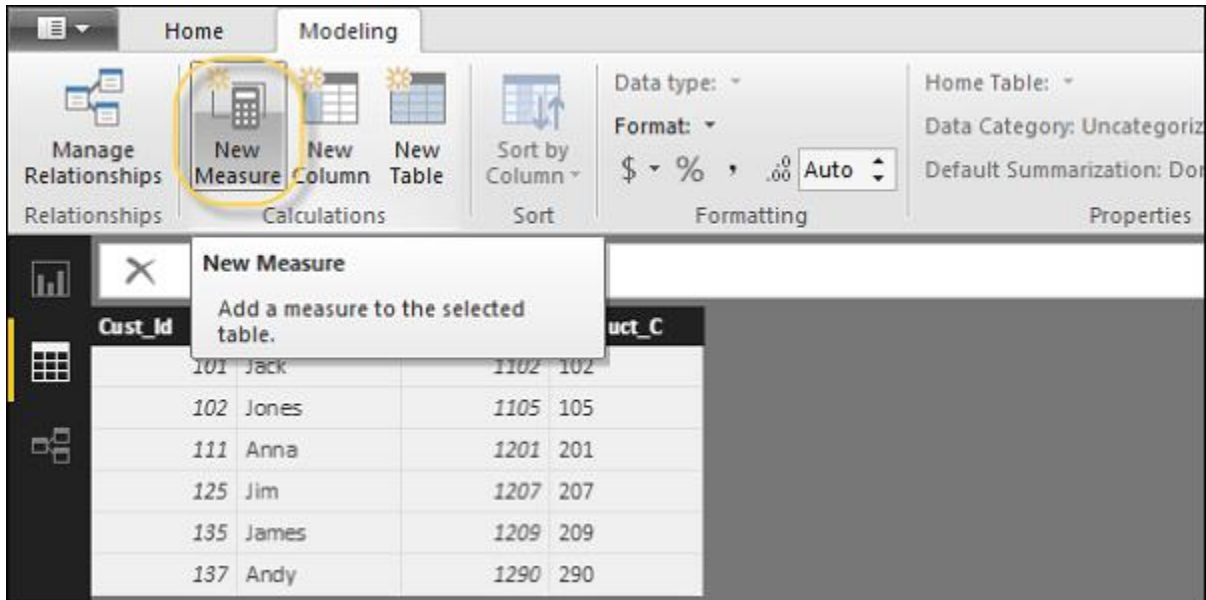 Home Modeling
Manage
Relationships
New
Measure
New
Column
New
Table
Sort by
Column
Data type:
Format:
$ % , .00 Auto
Home Table:
Data Category: Uncategoriz
Default Summarization: Don
Relationships Calculations Sort Formatting Properties
New Measure
Add a measure to the selected
table.
Cust_Id uct_C
101 Jack 1102 102
102 Jones 1105 105
111 Anna 1201 201
125 Jim 1207 207
135 James 1209 209
137 Andy 1290 290